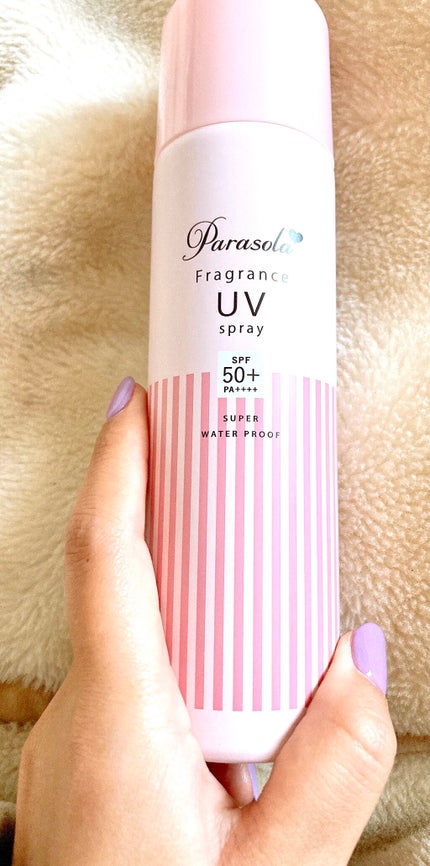 Parasola
Fragrance
UV
spray
SPF
50+
PA++++
SUPER
WATER PROOF